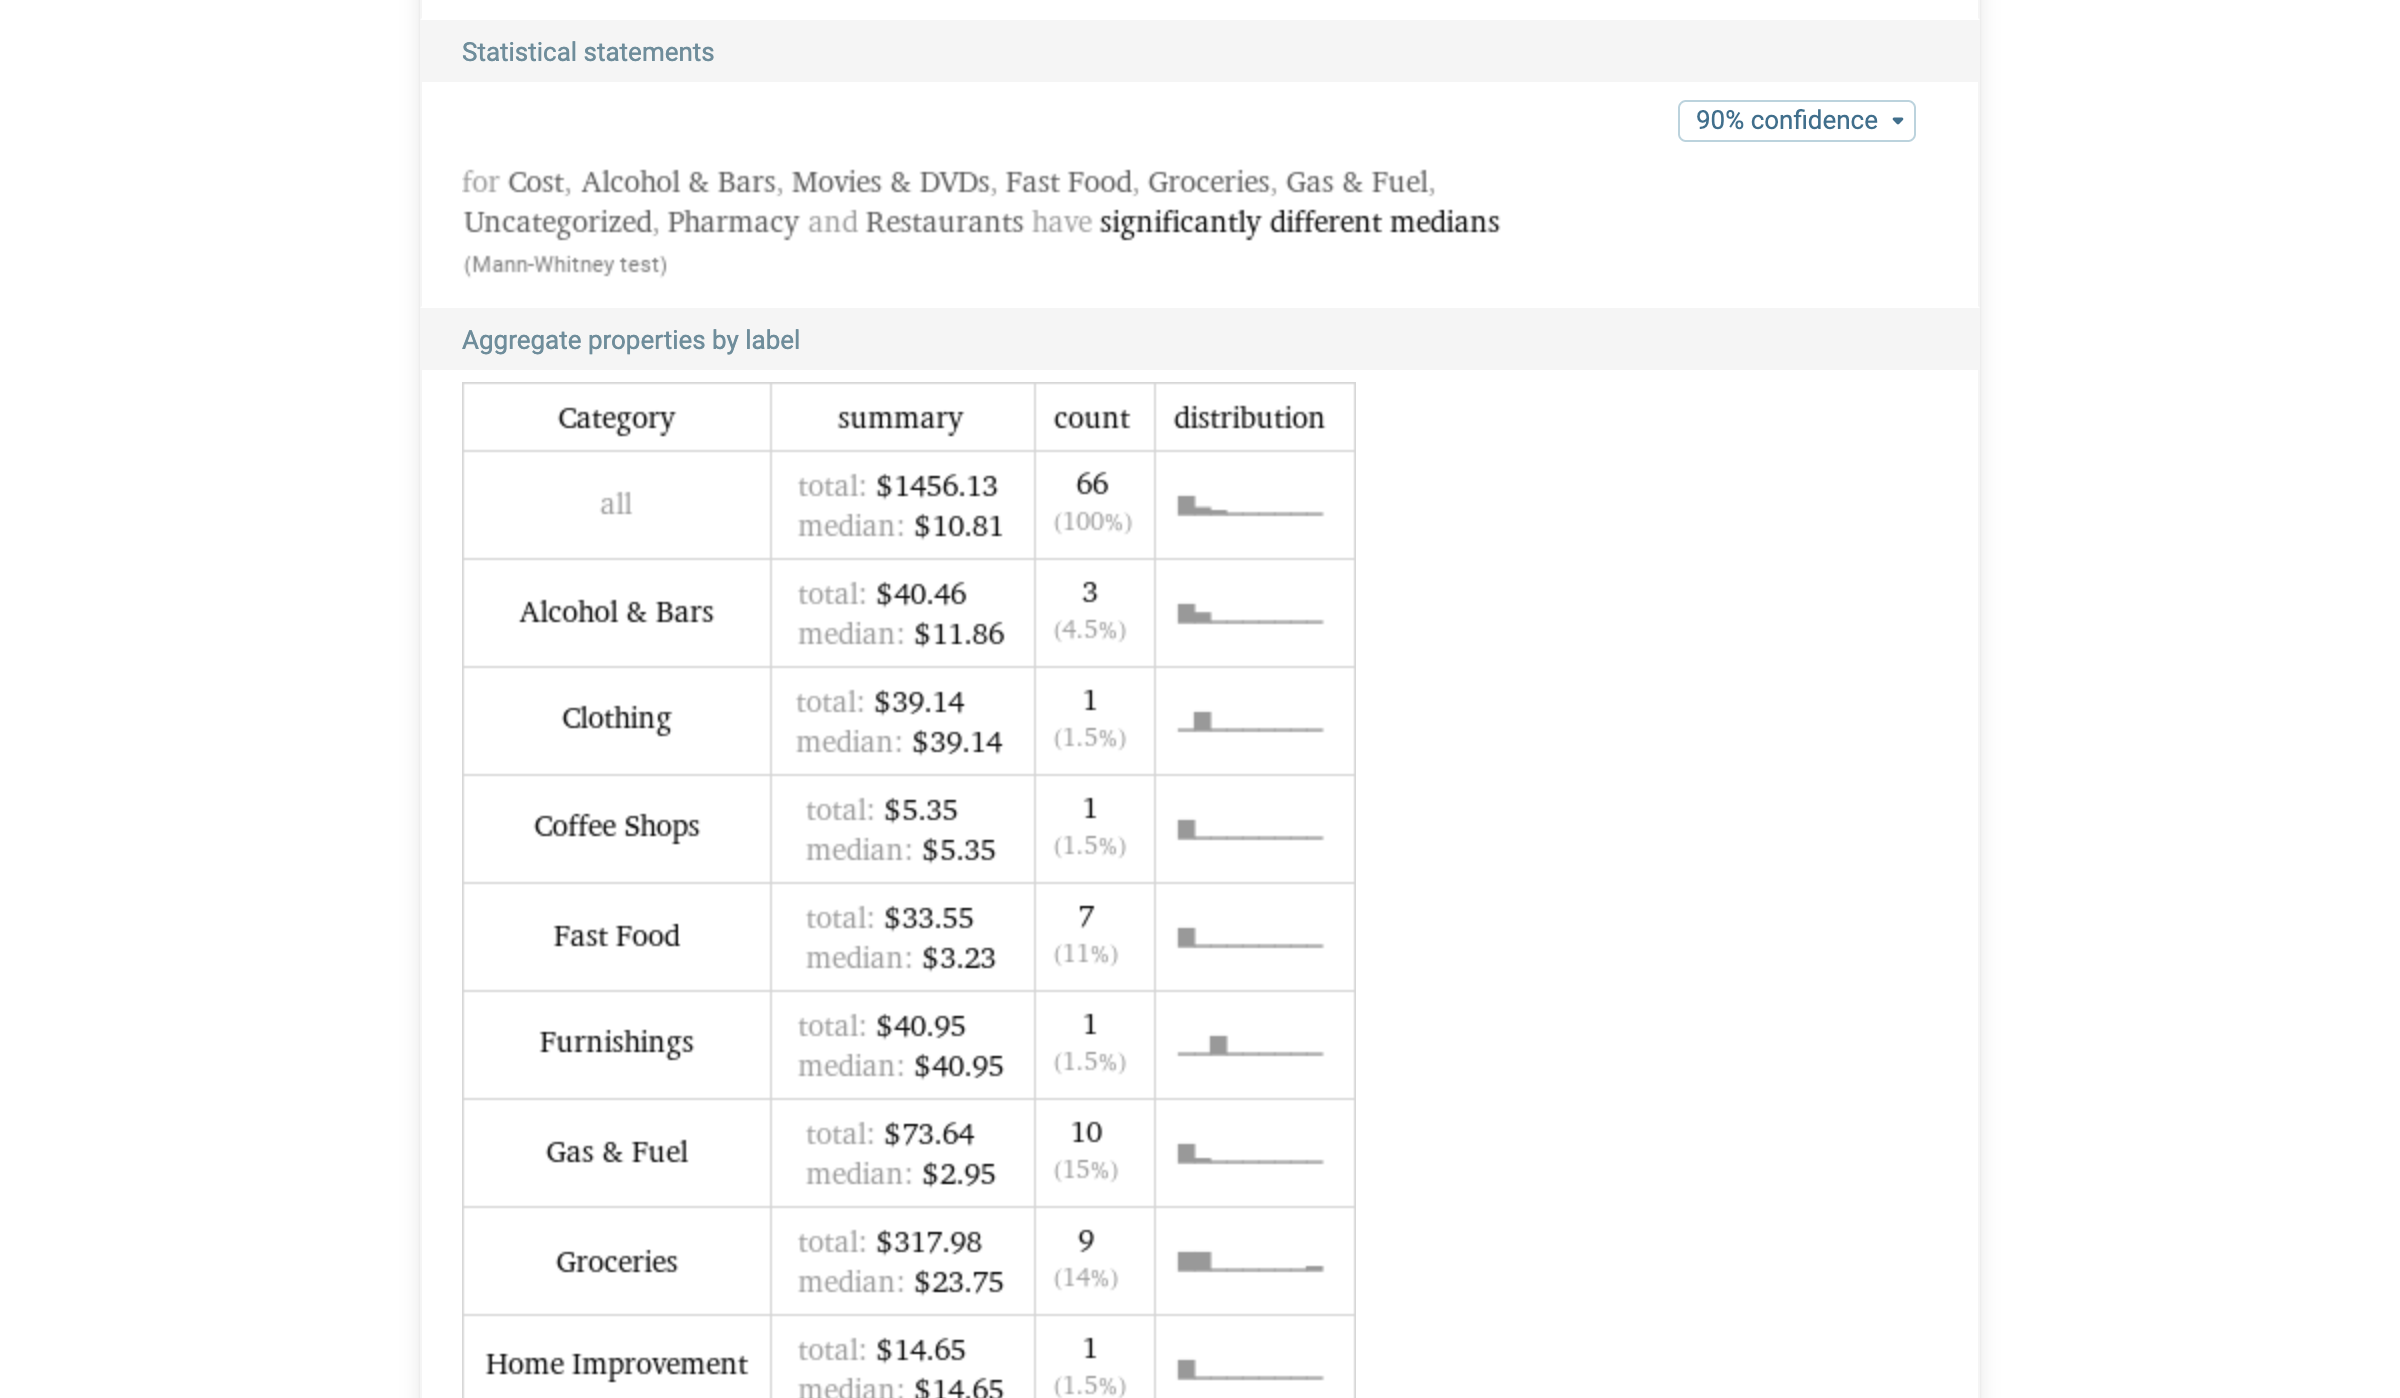 Statistical statements
90% confidence
for Cost, Alcohol & Bars, Movies & DVDs, Fast Food, Groceries, Gas & Fuel,
Uncategorized, Pharmacy and Restaurants have significantly different medians
(Mann-Whitney test)
Aggregate properties by label
Category summary count distribution
all
total: $1456.13
median: $10.81
66
(100%)
Alcohol & Bars
total: $40.46
median: $11.86
3
(4.5%)
Clothing
total: $39.14
median: $39.14
1
(1.5%)
Coffee Shops
total: $5.35
median: $5.35
1
(1.5%)
Fast Food
total: $33.55
median: $3.23
7
(11%)
Furnishings
total: $40.95
median: $40.95
1
(1.5%)
Gas & Fuel
total: $73.64
median: $2.95
10
(15%)
Groceries
total: $317.98
median: $23.75
9
(14%)
Home Improvement
total: $14.65
median: $14.65
1
(1.5%)